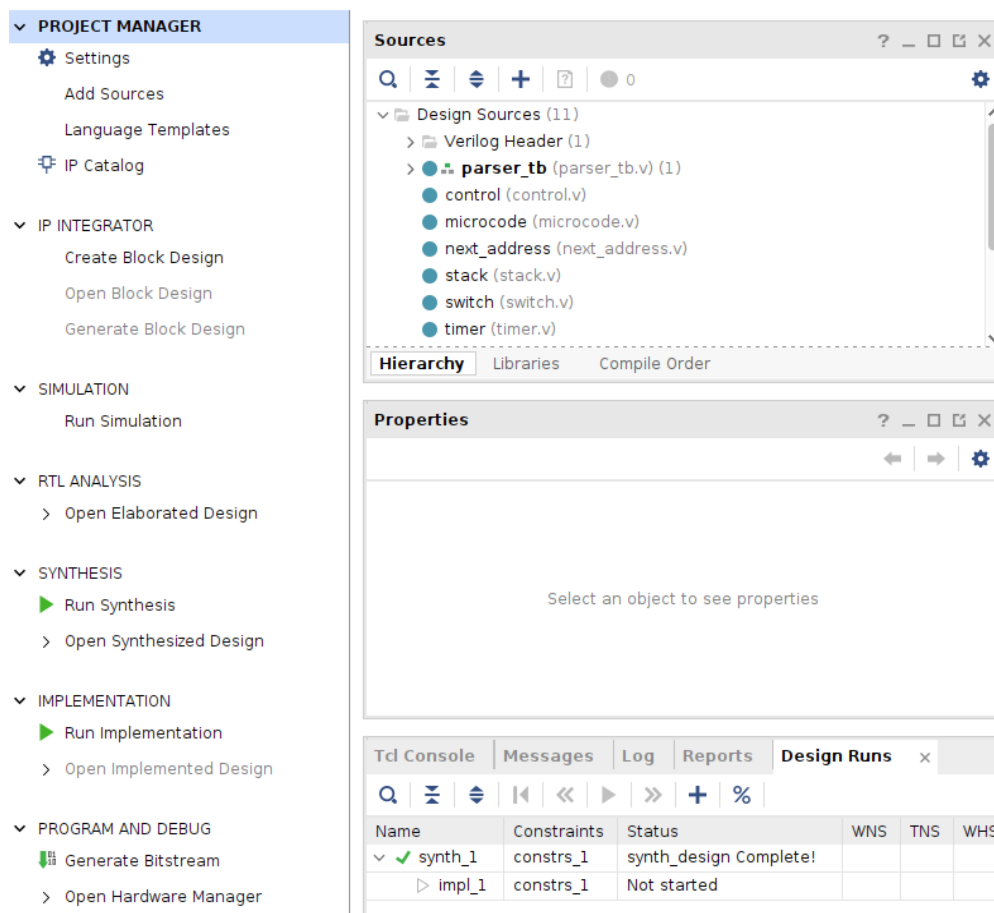 PROJECT MANAGER
Settings
Add Sources
Language Templates
IP Catalog
IP INTEGRATOR
Create Block Design
Open Block Design
Generate Block Design
SIMULATION
Run Simulation
RTL ANALYSIS
Open Elaborated Design
SYNTHESIS
Run Synthesis
Open Synthesized Design
IMPLEMENTATION
Run Implementation
Open Implemented Design
PROGRAM AND DEBUG
Generate Bitstream
Open Hardware Manager
Sources
0
Design Sources (11)
Verilog Header (1)
parser_tb (parser_tb.v) (1)
control (control.v)
microcode (microcode.v)
next_address (next_address.v)
stack (stack.v)
switch (switch.v)
timer (timer.v)
Hierarchy Libraries Compile Order
Properties
Select an object to see properties
Tcl Console Messages Log Reports Design Runs
Name Constraints Status WNS TNS WHS
synth_1 constrs_1 synth_design Complete!
impl_1 constrs_1 Not started